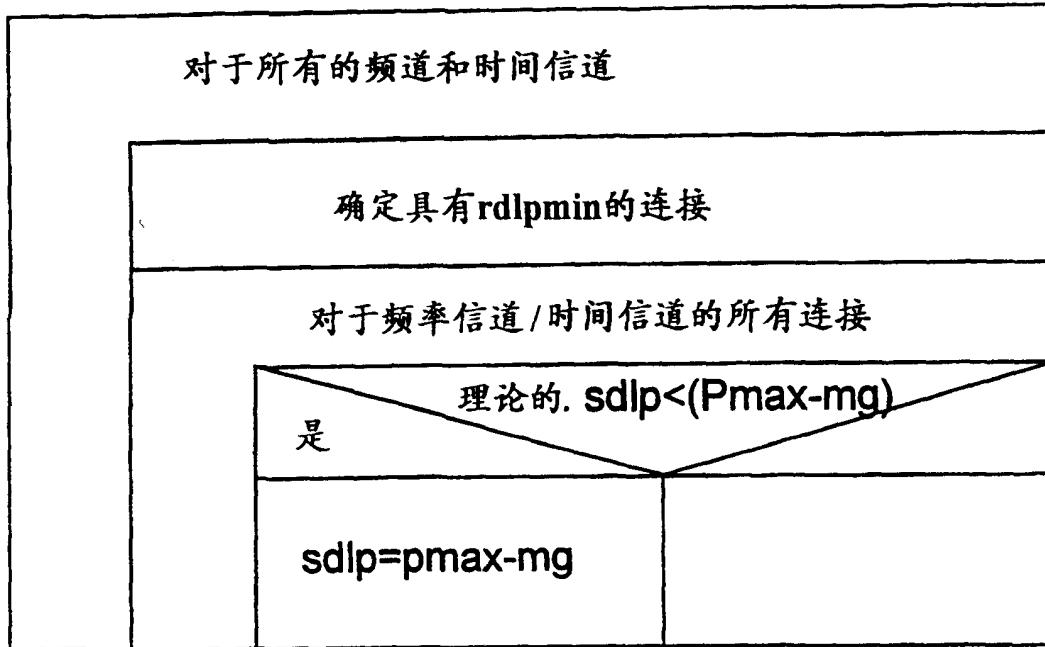 对于所有的频道和时间信道
确定具有rdlpmin的连接
对于频率信道/时间信道的所有连接
理论的. sdlp<(Pmax-mg)
是
sdlp=pmax-mg